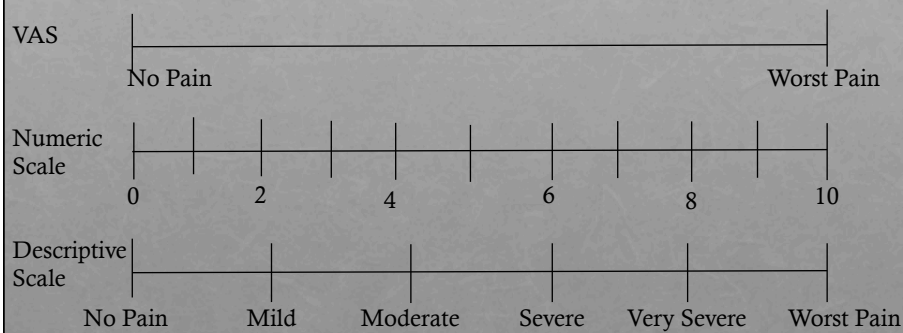 VAS
No Pain Worst Pain
Numeric
Scale
0 2 4 6 8 10
Descriptive
Scale
No Pain Mild Moderate Severe Very Severe Worst Pain